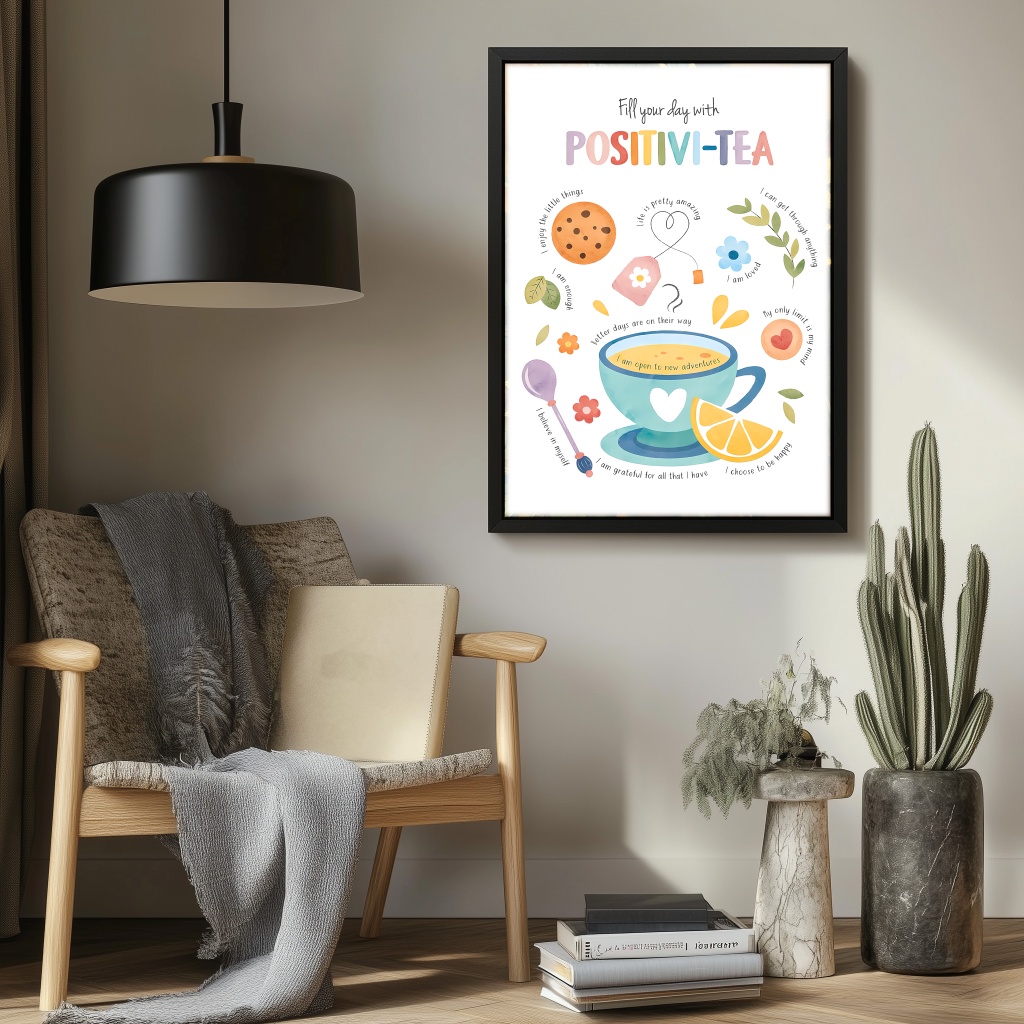 Fill your day with
POSITIVI-TEA
I enjoy the little things
life is pretty amazing
I can get through anything
I am loved
I am enough
better days are on their way
My only limit is my mind
I am open to new adventures
I believe in myself
I am grateful for all that I have
I choose to be happy